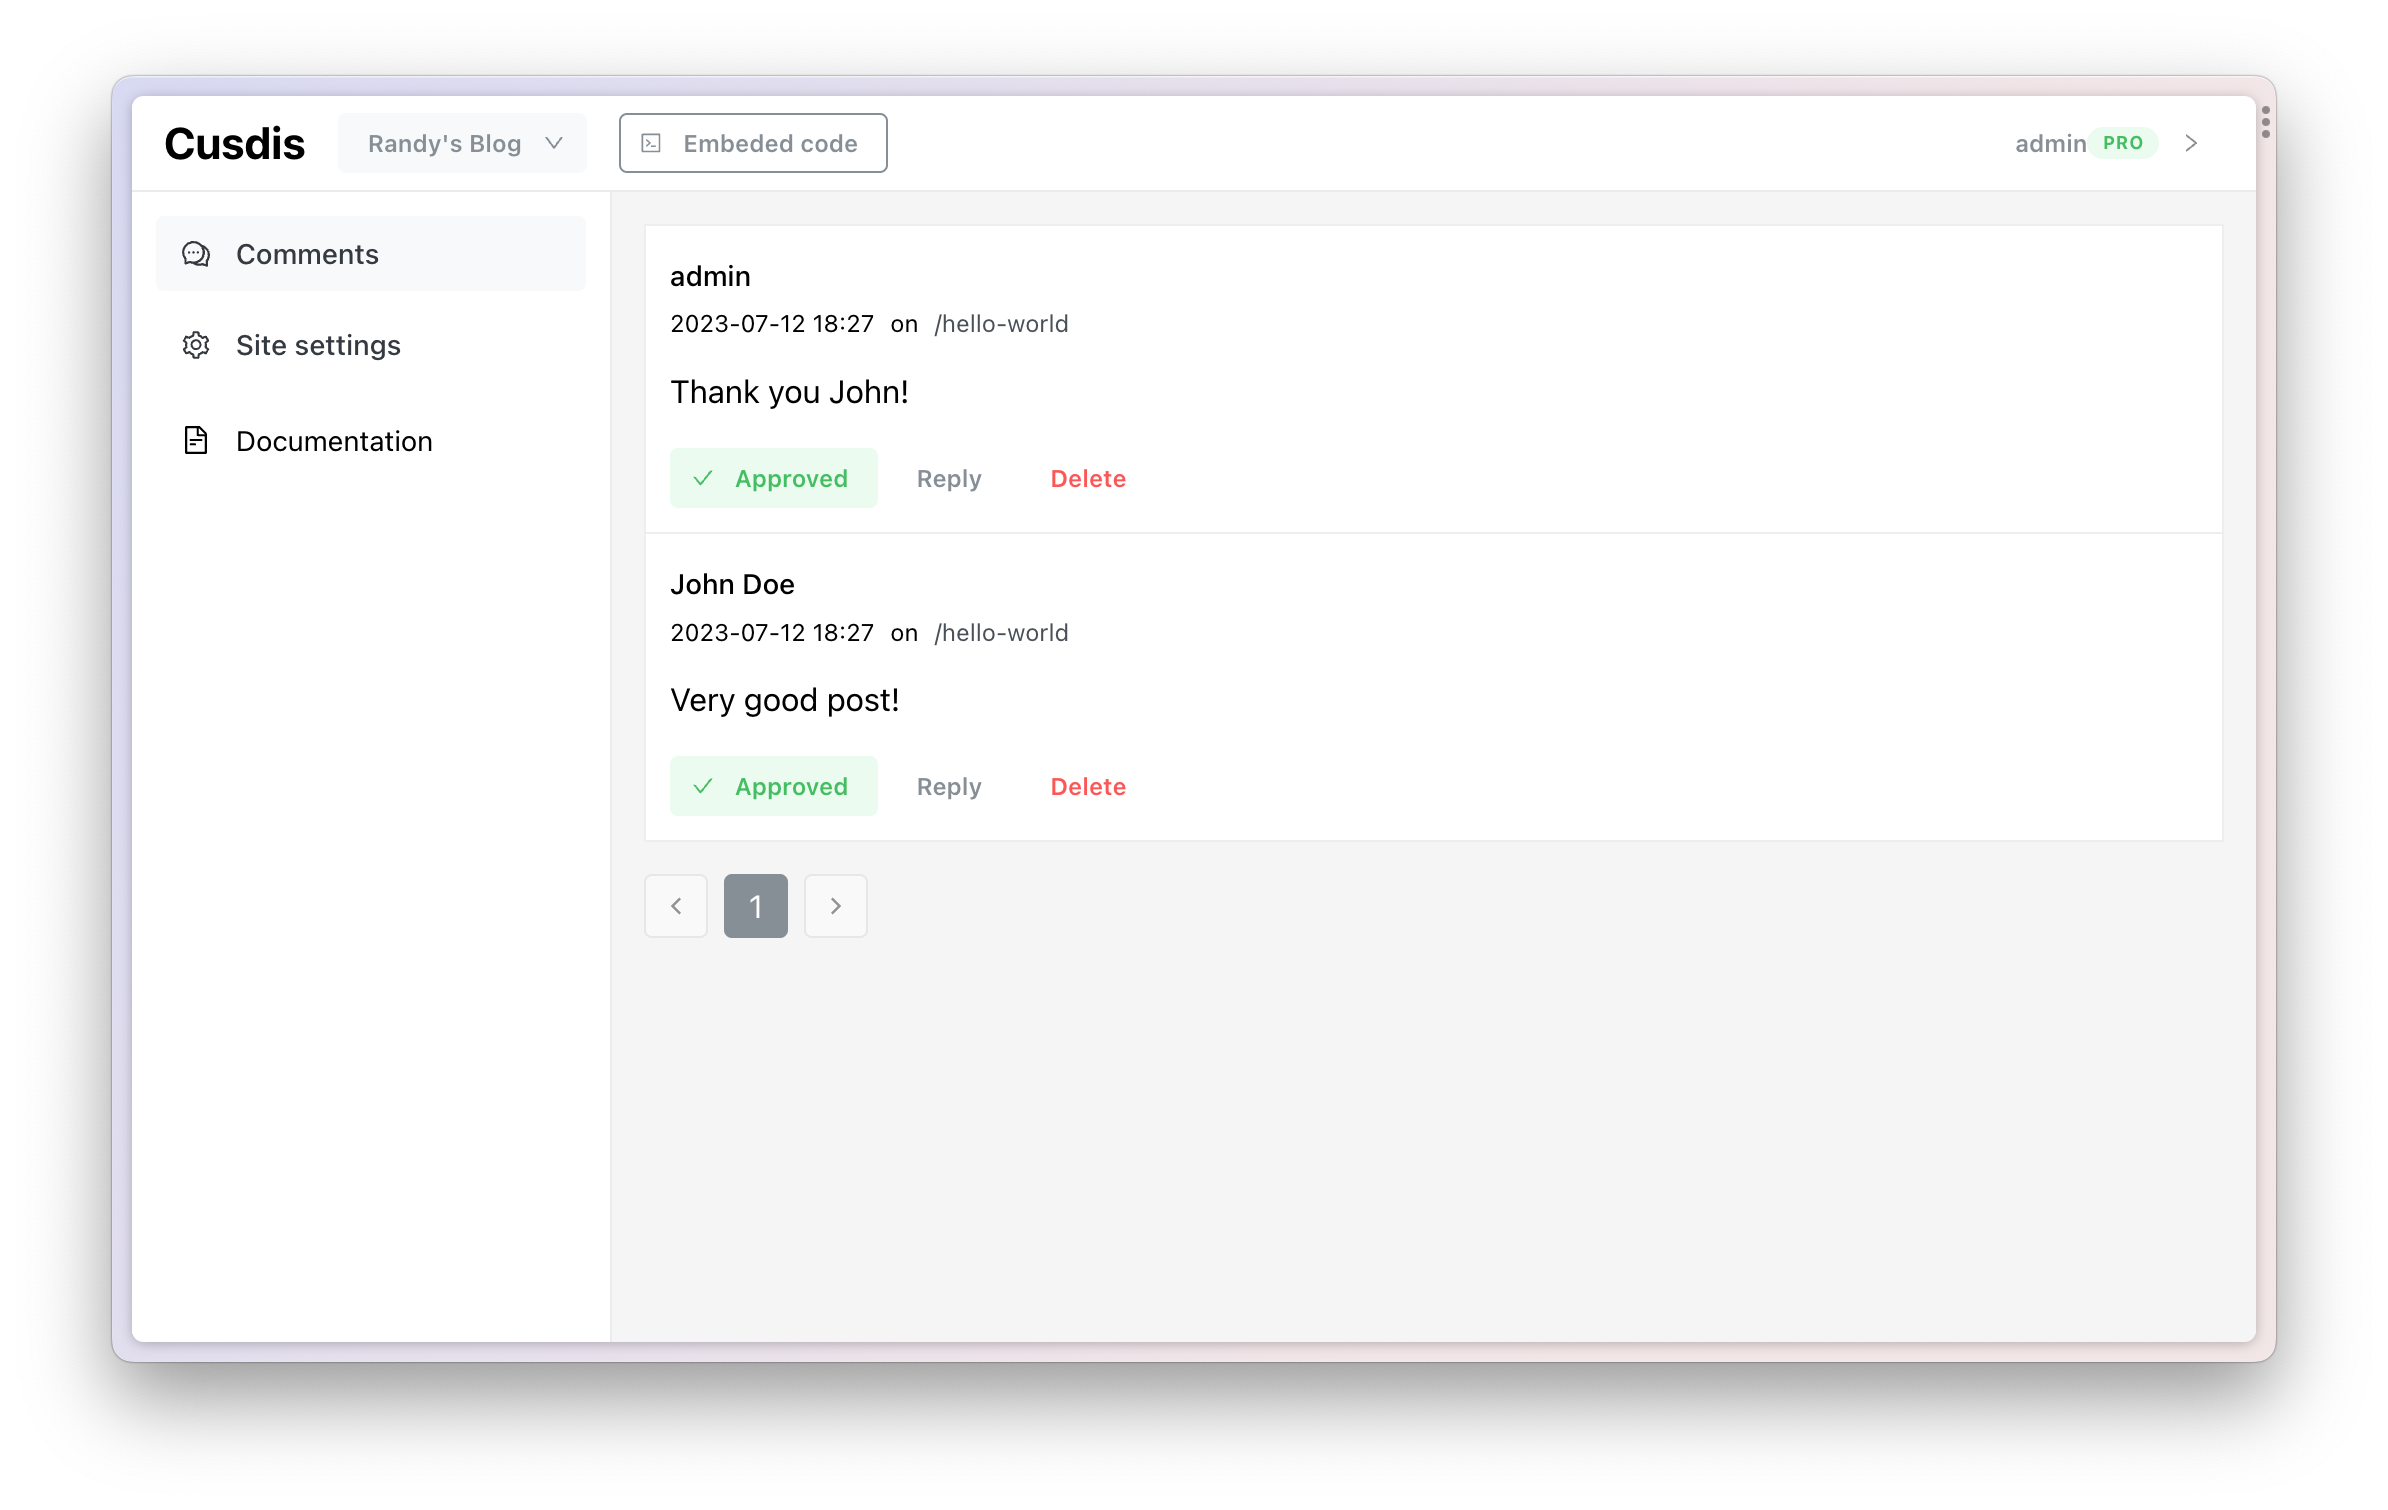 Cusdis
Randy's Blog
Embeded code
admin PRO
Comments
Site settings
Documentation
admin
2023-07-12 18:27 on /hello-world
Thank you John!
Approved Reply Delete
John Doe
2023-07-12 18:27 on /hello-world
Very good post!
Approved Reply Delete
1